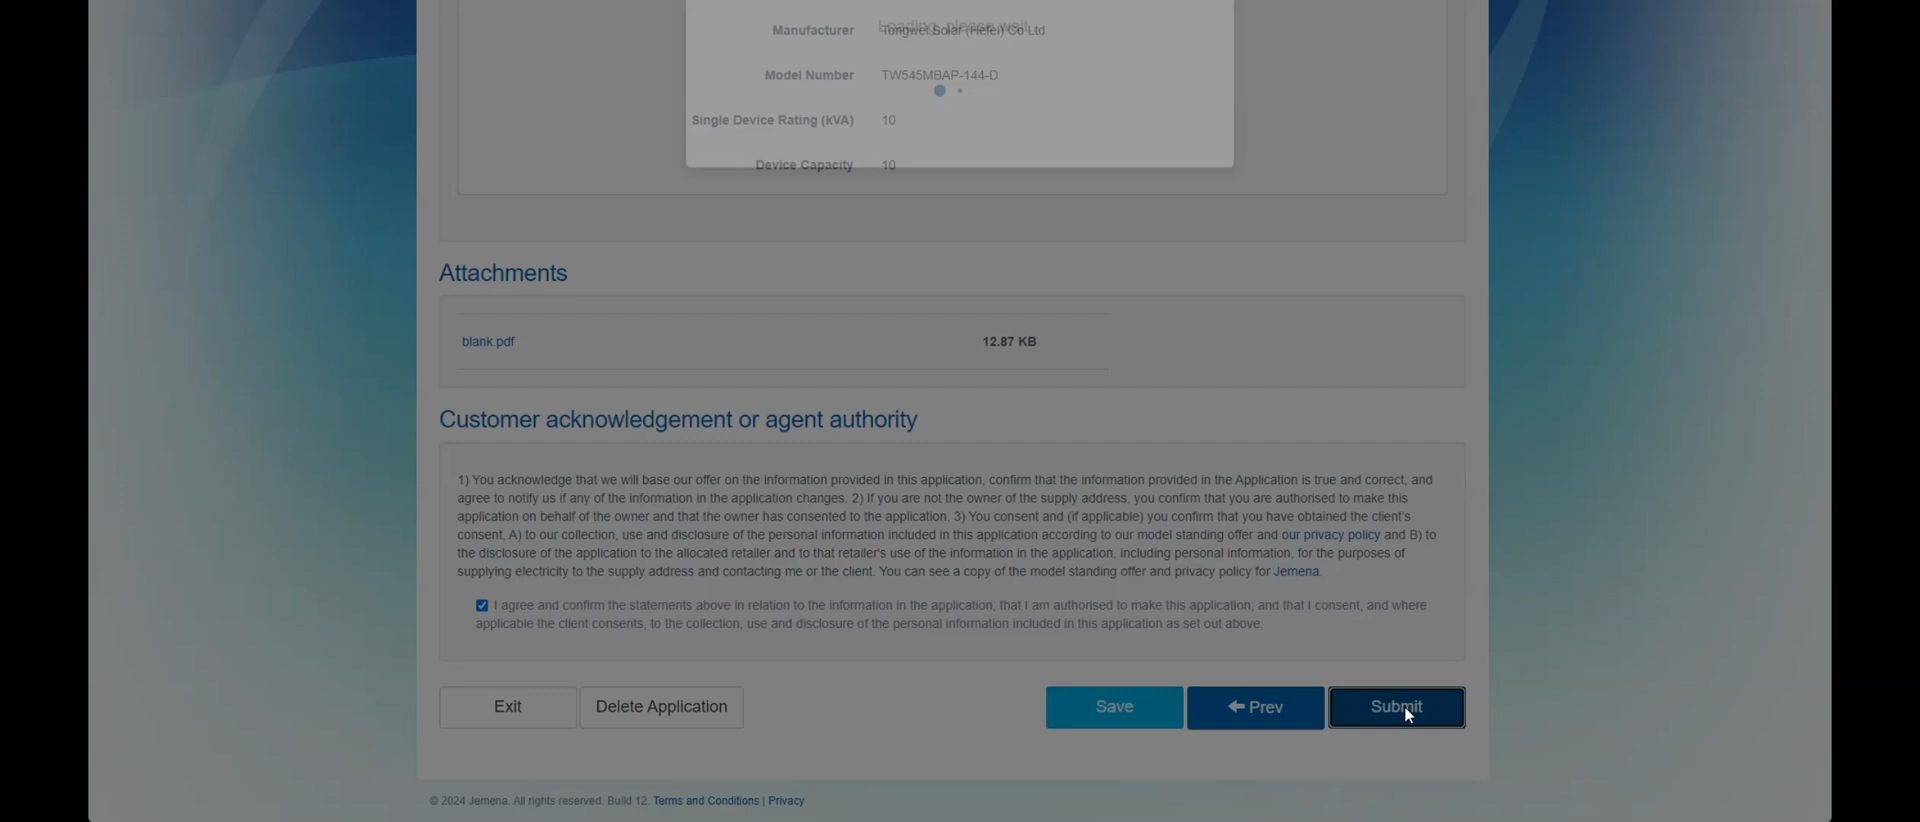 Loading, please wait...
Manufacturer Tongwei Solar (Hefei) Co Ltd
Model Number TW545MBAP-144-D
Single Device Rating (kVA) 10
Device Capacity 10
Attachments
blank.pdf 12.87 KB
Customer acknowledgement or agent authority
1) You acknowledge that we will base our offer on the information provided in this application, confirm that the information provided in the Application is true and correct, and
agree to notify us if any of the information in the application changes. 2) If you are not the owner of the supply address, you confirm that you are authorised to make this
application on behalf of the owner and that the owner has consented to the application. 3) You consent and (if applicable) you confirm that you have obtained the client's
consent, A) to our collection, use and disclosure of the personal information included in this application according to our model standing offer and our privacy policy and B) to
the disclosure of the application to the allocated retailer and to that retailer's use of the information in the application, including personal information, for the purposes of
supplying electricity to the supply address and contacting me or the client. You can see a copy of the model standing offer and privacy policy for Jemena.
I agree and confirm the statements above in relation to the information in the application, that I am authorised to make this application, and that I consent, and where
applicable the client consents, to the collection, use and disclosure of the personal information included in this application as set out above.
Exit Delete Application Save Prev Submit
© 2024 Jemena. All rights reserved. Build 12. Terms and Conditions | Privacy